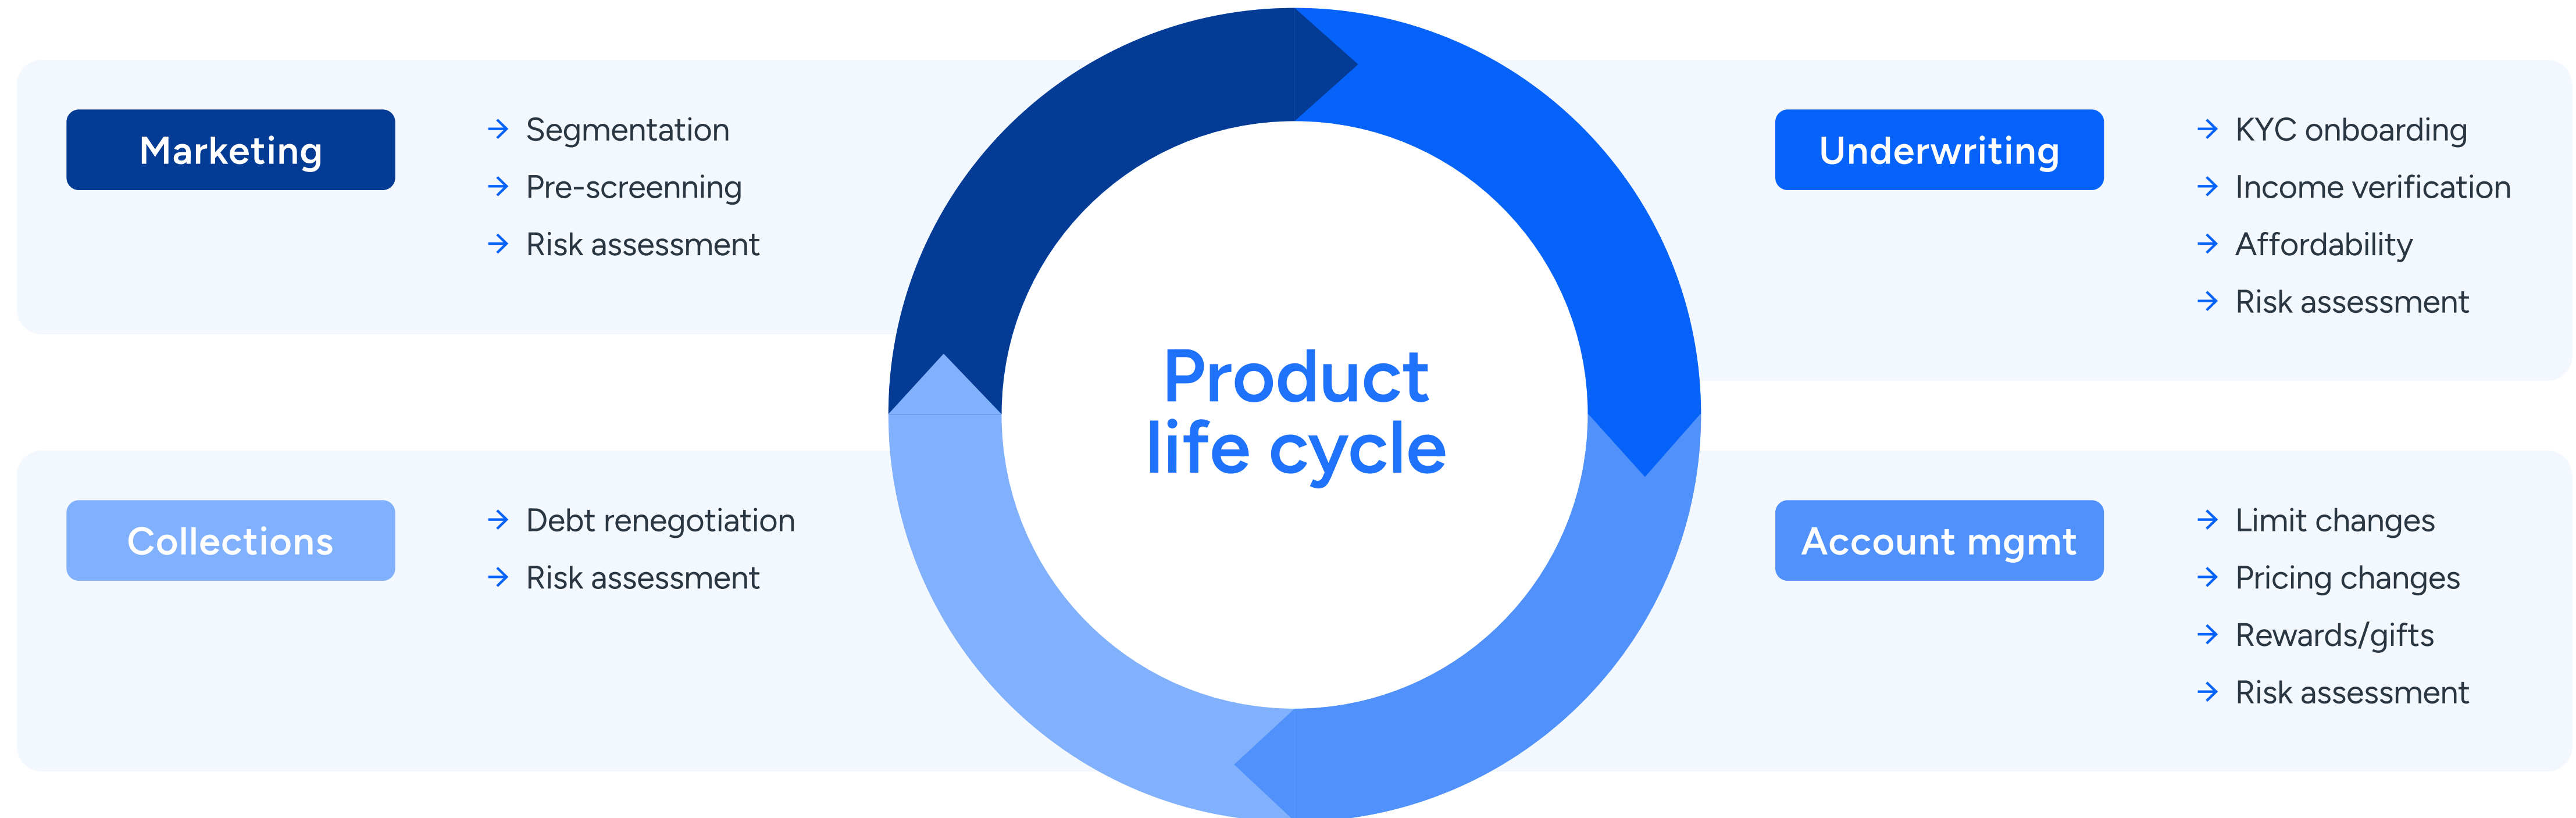 Marketing
Segmentation
Pre-screenning
Risk assessment
Underwriting
KYC onboarding
Income verification
Affordability
Risk assessment
Product
life cycle
Collections
Debt renegotiation
Risk assessment
Account mgmt
Limit changes
Pricing changes
Rewards/gifts
Risk assessment